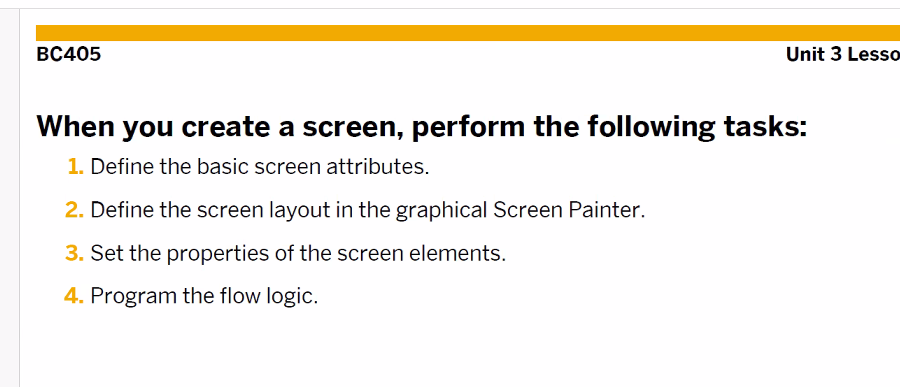 BC405
Unit 3 Lesso
When you create a screen, perform the following tasks:
1. Define the basic screen attributes.
2. Define the screen layout in the graphical Screen Painter.
3. Set the properties of the screen elements.
4. Program the flow logic.